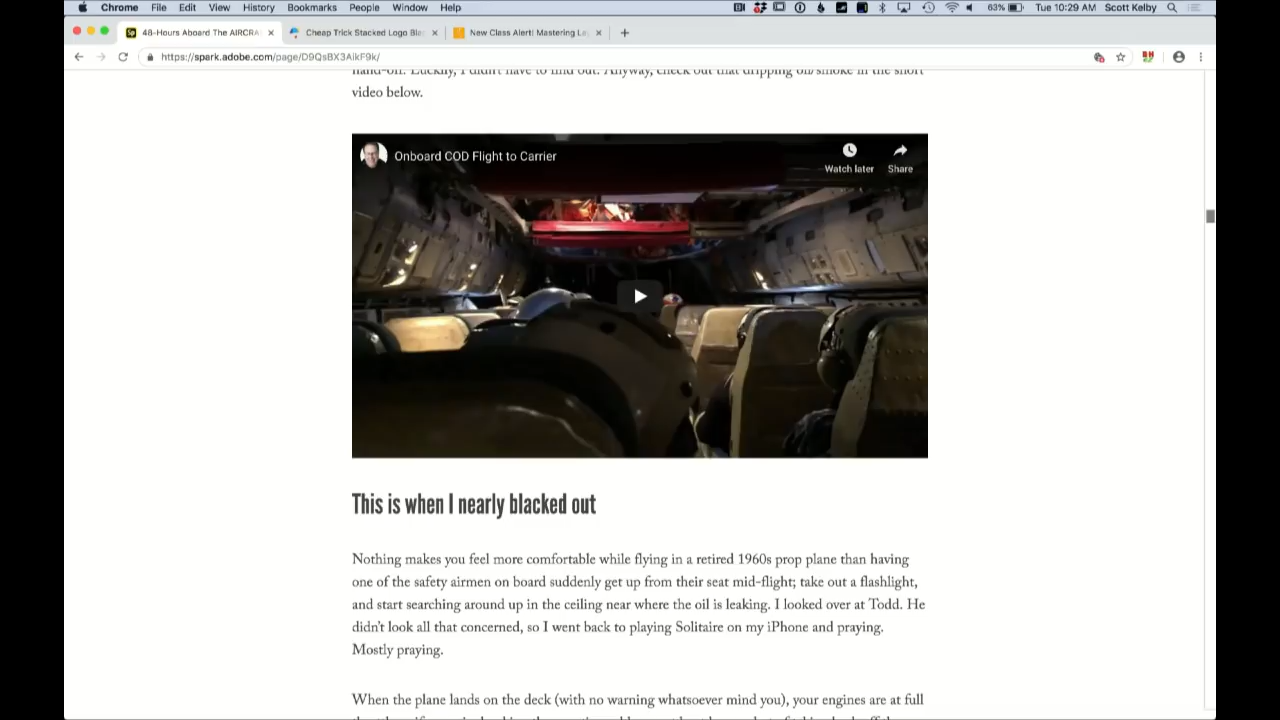 Chrome File Edit View History Bookmarks People Window Help 63% Tue 10:29 AM Scott Kelby
48-Hours Aboard The AIRCRA Cheap Trick Stacked Logo Ble New Class Alert! Mastering La
https://spark.adobe.com/page/D9QsBX3AikF9k/
hand-off. Luckily, I didn't have to find out. Anyway, check out that dripping oil/smoke in the short
video below.
Onboard COD Flight to Carrier
Watch later Share
This is when I nearly blacked out
Nothing makes you feel more comfortable while flying in a retired 1960s prop plane than having
one of the safety airmen on board suddenly get up from their seat mid-flight; take out a flashlight,
and start searching around up in the ceiling near where the oil is leaking. I looked over at Todd. He
didn't look all that concerned, so I went back to playing Solitaire on my iPhone and praying.
Mostly praying.
When the plane lands on the deck (with no warning whatsoever mind you), your engines are at full